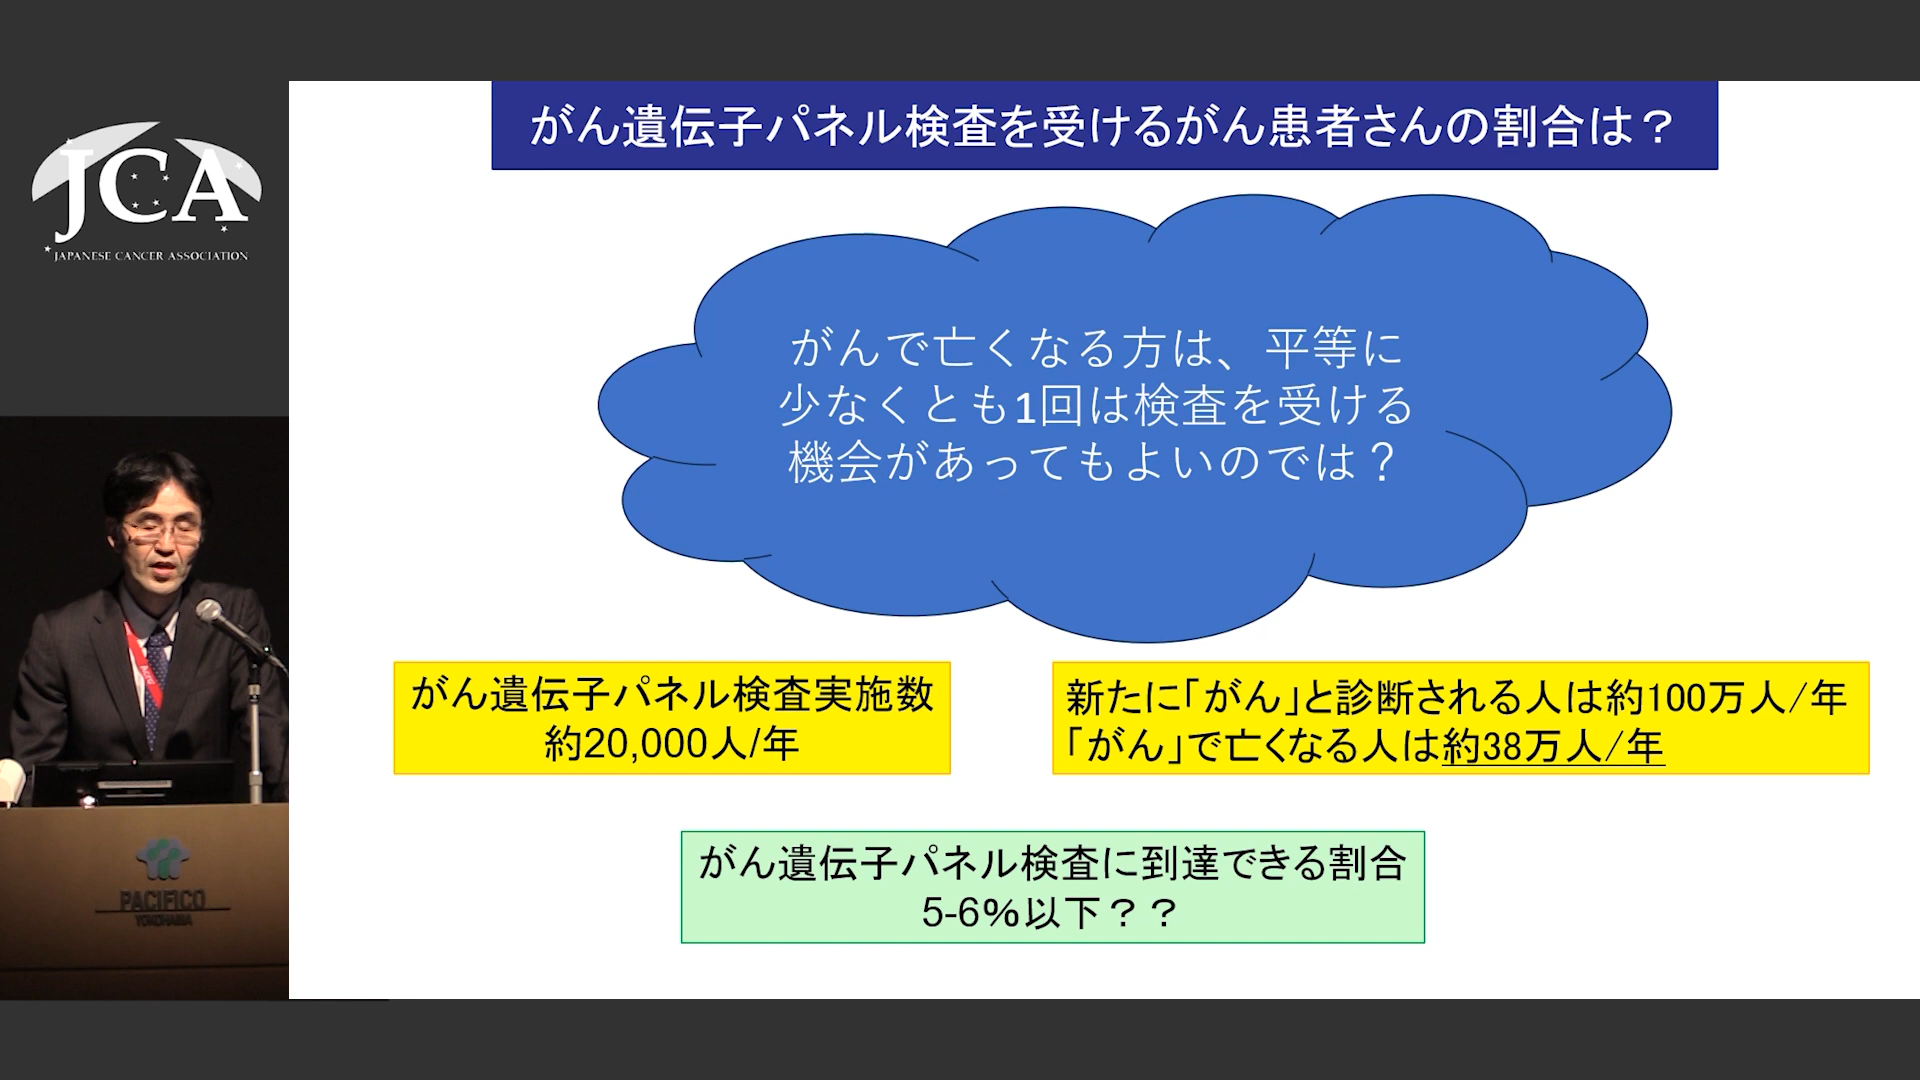 がん遺伝子パネル検査を受けるがん患者さんの割合は？
JCA
JAPANESE CANCER ASSOCIATION
がんで亡くなる方は、平等に
少なくとも1回は検査を受ける
機会があってもよいのでは？
がん遺伝子パネル検査実施数
約20,000人/年
新たに「がん」と診断される人は約100万人/年
「がん」で亡くなる人は約38万人/年
がん遺伝子パネル検査に到達できる割合
5-6%以下？？
PACIFICO
YOKOHAMA